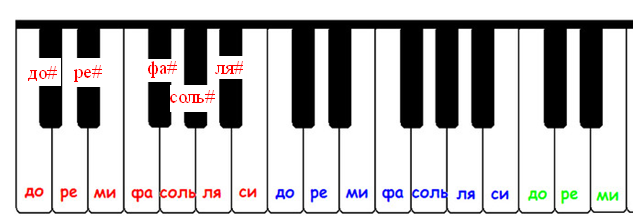 до# ре# фа# соль# ля#
до ре ми фа соль ля си до ре ми фа соль ля си до ре ми